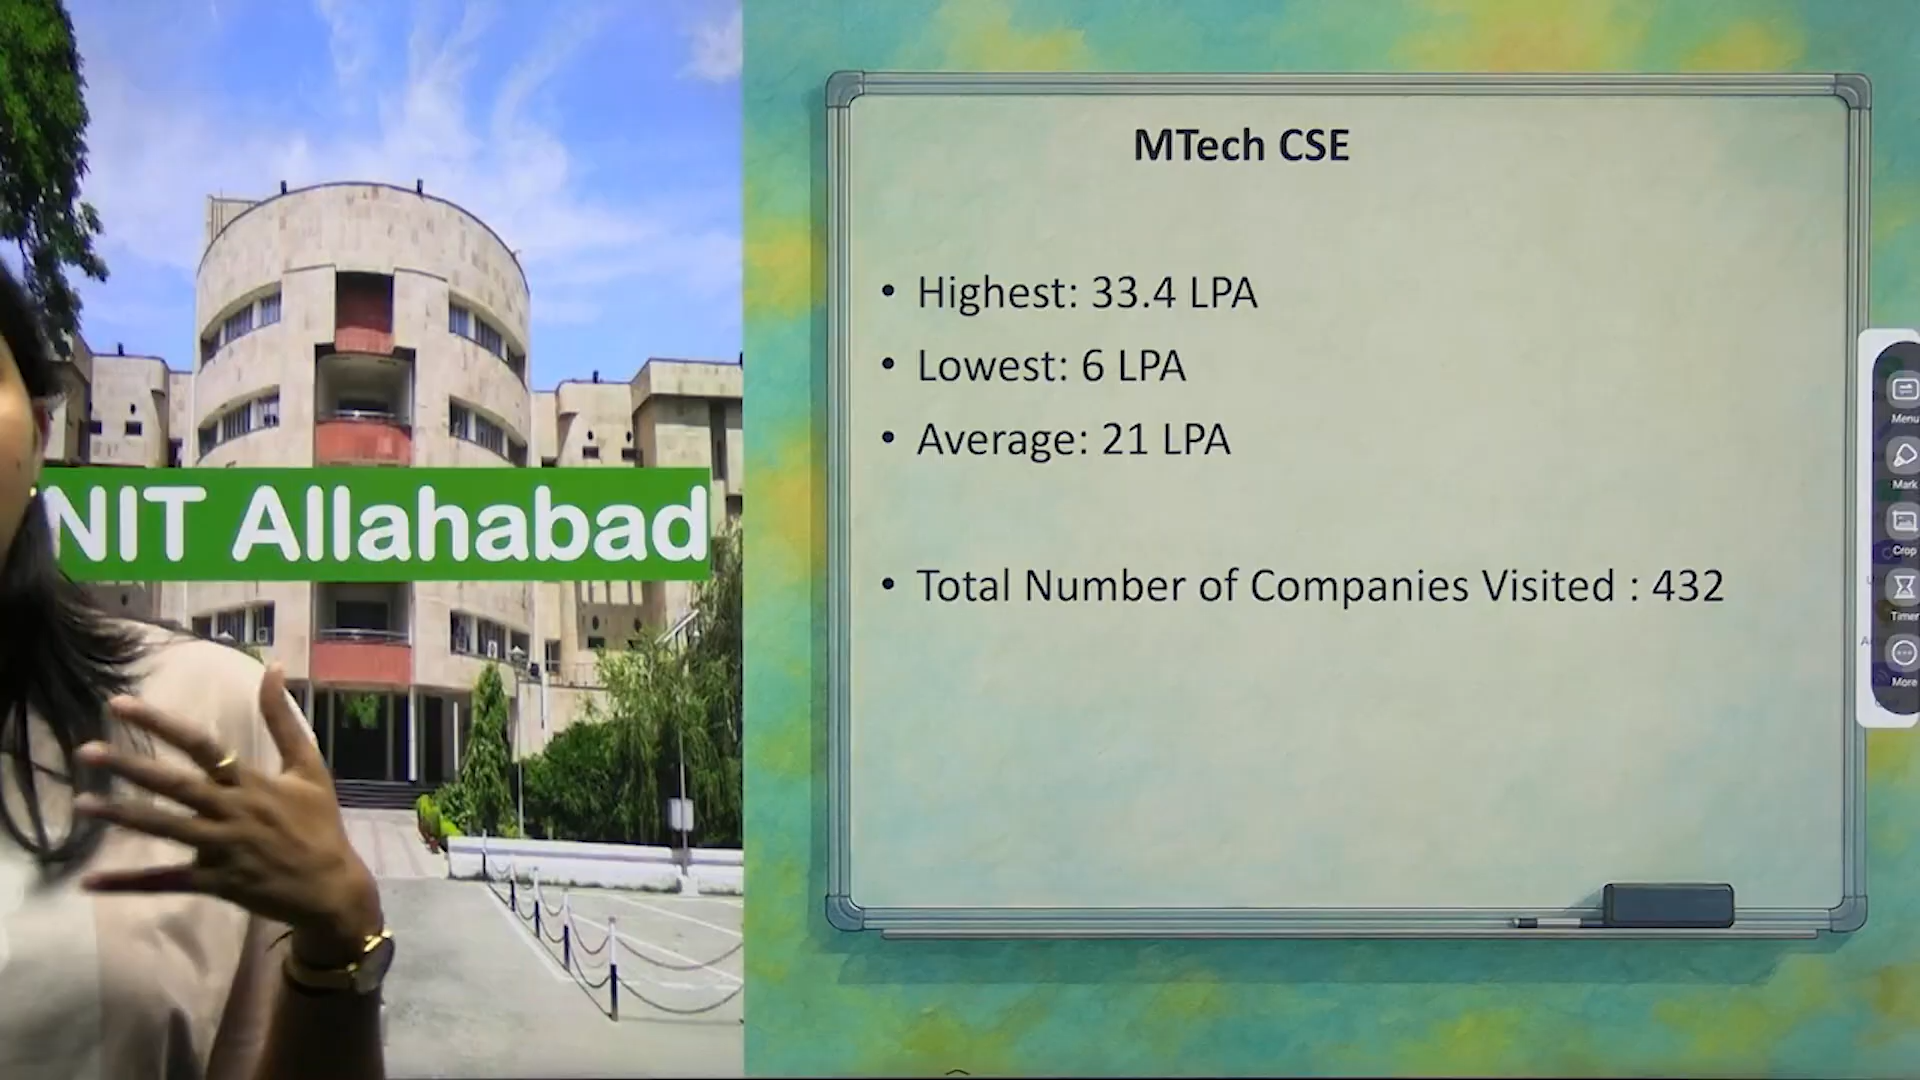 NIT Allahabad
MTech CSE
• Highest: 33.4 LPA
• Lowest: 6 LPA
• Average: 21 LPA
• Total Number of Companies Visited : 432
Menu
Mark
Crop
Timer
More